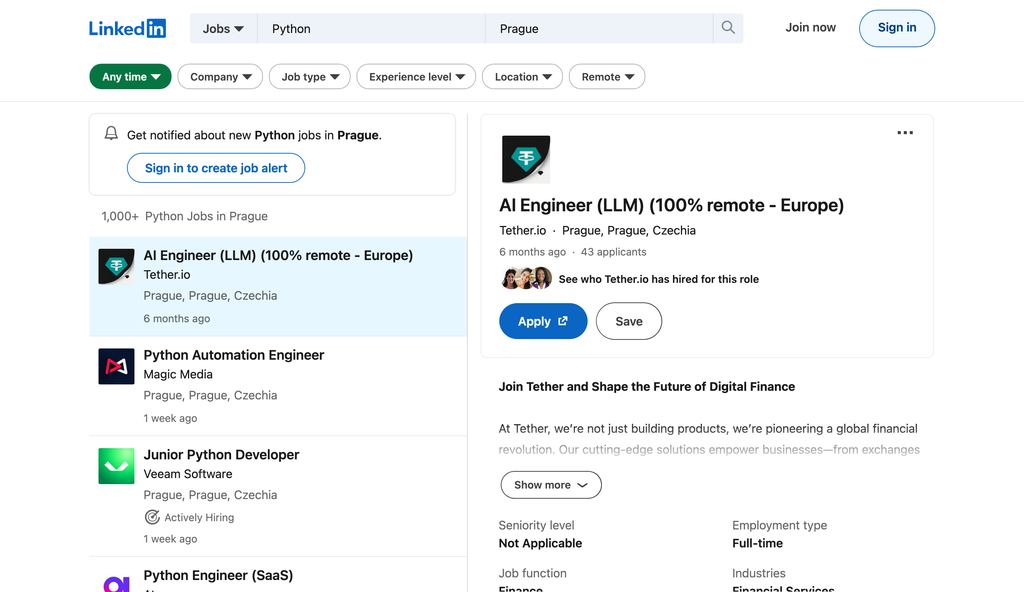 LinkedIn
Jobs
Python
Prague
Join now
Sign in
Any time
Company
Job type
Experience level
Location
Remote
Get notified about new Python jobs in Prague.
Sign in to create job alert
1,000+ Python Jobs in Prague
AI Engineer (LLM) (100% remote - Europe)
Tether.io
Prague, Prague, Czechia
6 months ago
Python Automation Engineer
Magic Media
Prague, Prague, Czechia
1 week ago
Junior Python Developer
Veeam Software
Prague, Prague, Czechia
Actively Hiring
1 week ago
Python Engineer (SaaS)
AI Engineer (LLM) (100% remote - Europe)
Tether.io · Prague, Prague, Czechia
6 months ago · 43 applicants
See who Tether.io has hired for this role
Apply
Save
Join Tether and Shape the Future of Digital Finance
At Tether, we're not just building products, we're pioneering a global financial
revolution. Our cutting-edge solutions empower businesses—from exchanges
Show more
Seniority level
Not Applicable
Employment type
Full-time
Job function
Finance
Industries
Financial Services